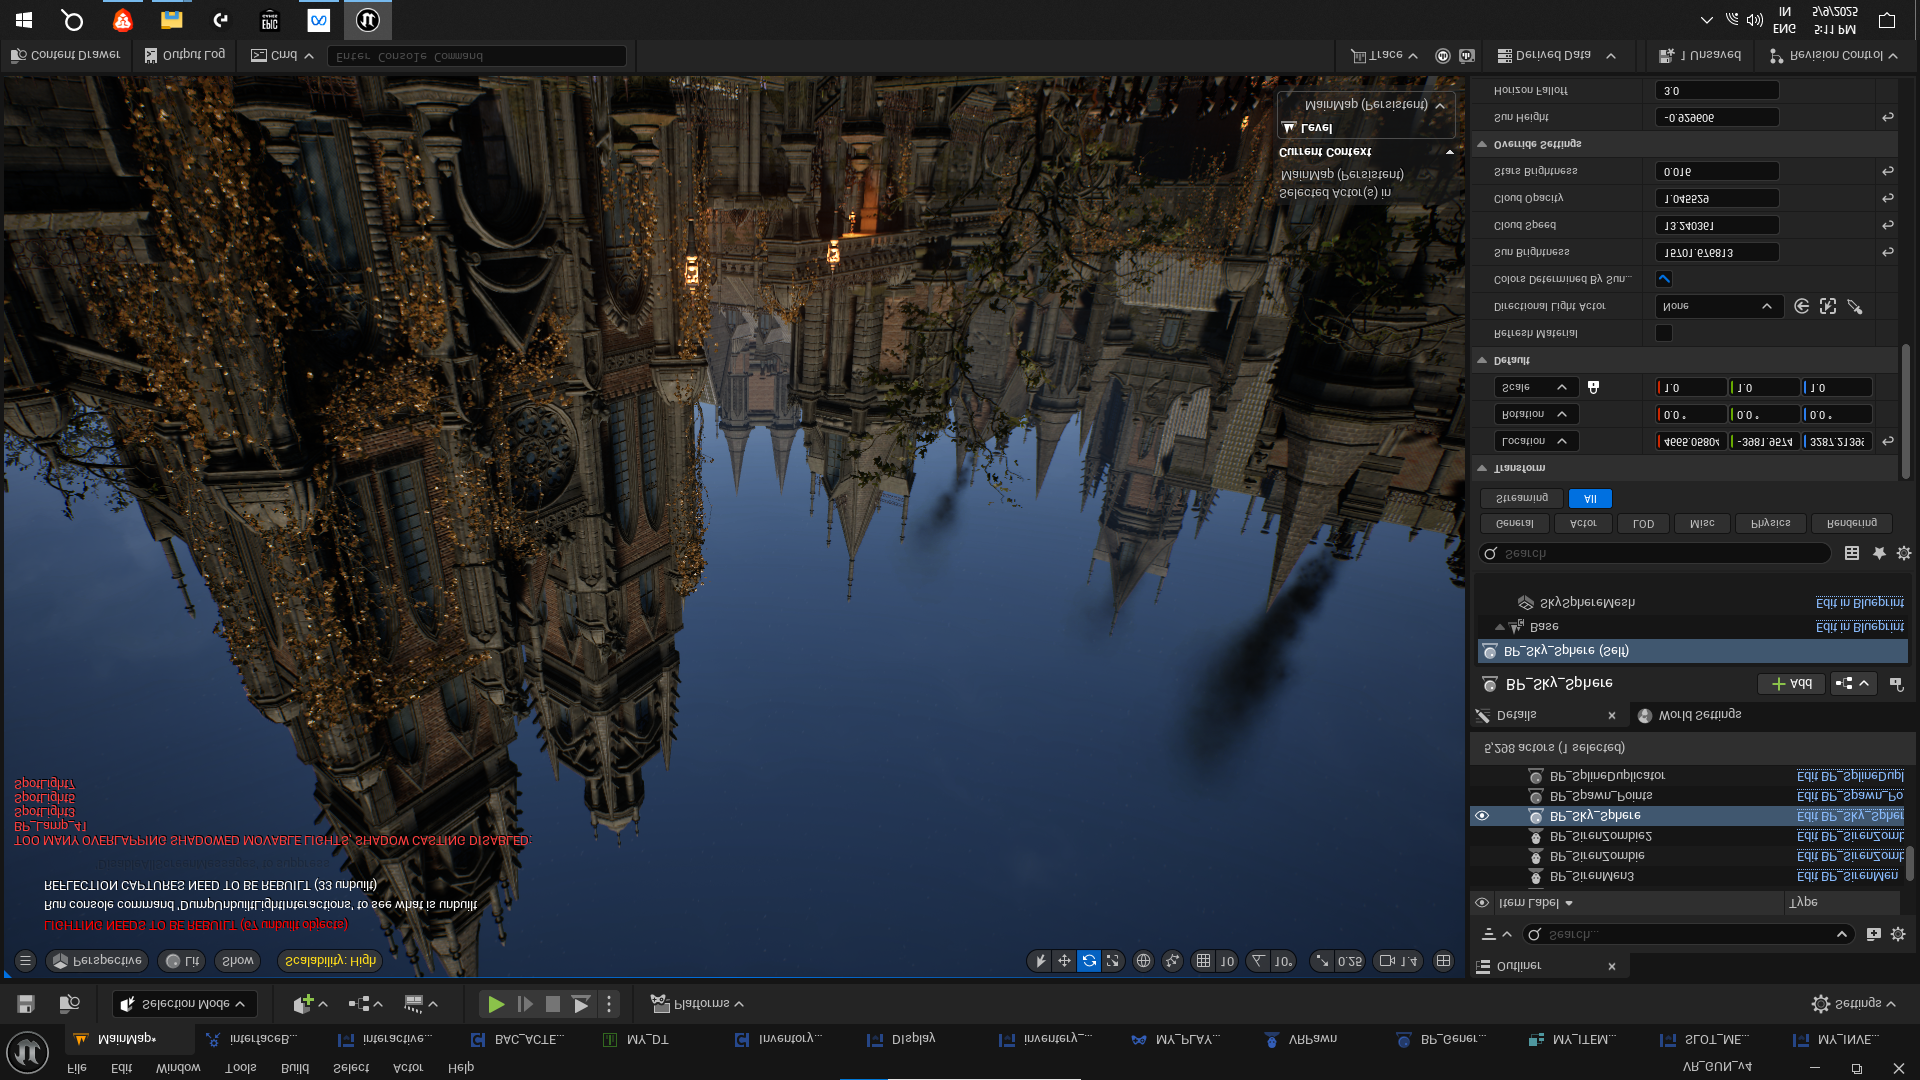 File Edit Window Tools Build Select Actor Help
VR_GUN_v4
MainMap*
interfaceB...
interactive...
BAC_ACTE...
MY_DT
Inventory...
Display
inventery_...
MY_PLAY...
VRPawn
BP_Gener...
MY_ITEM...
SLOT_ME...
MY_INVE...
Selection Mode
Platforms
Settings
Perspective
Lit
Show
Scalability: High
10
10°
0.25
1.4
LIGHTING NEEDS TO BE REBUILT (67 unbuilt objects)
Run console command 'DumpUnbuiltLightInteractions' to see what is unbuilt
REFLECTION CAPTURES NEED TO BE REBUILT (33 unbuilt)
TOO MANY OVERLAPPING SHADOWED MOVABLE LIGHTS, SHADOW CASTING DISABLED:
BP_Lamp_41
SpotLight3
SpotLight5
SpotLight7
Selected Actor(s) in
MainMap (Persistent)
Current Context
Level
MainMap (Persistent)
Outliner
Search...
Item Label
Type
BP_SirenMen3 Edit BP_SirenMen
BP_SirenZombie Edit BP_SirenZomb
BP_SirenZombie2 Edit BP_SirenZomb
BP_Sky_Sphere Edit BP_Sky_Spher
BP_Spawn_Points Edit BP_Spawn_Po
BP_SplineDuplicator Edit BP_SplineDupl
5,298 actors (1 selected)
Details
World Settings
BP_Sky_Sphere
Add
BP_Sky_Sphere (Self)
Base Edit in Blueprint
SkySphereMesh Edit in Blueprint
Search
General Actor LOD Misc Physics Rendering
Streaming All
Transform
Location 4665.05804 -3981.9574 3287.21399
Rotation 0.0 ° 0.0 ° 0.0 °
Scale 1.0 1.0 1.0
Default
Refresh Material
Directional Light Actor None
Colors Determined By Sun...
Sun Brightness 15701.676813
Cloud Speed 13.240361
Cloud Opacity 1.045529
Stars Brightness 0.016
Override Settings
Sun Height -0.929606
Horizon Falloff 3.0
Content Drawer
Output Log
Cmd
Enter Console Command
Trace
Derived Data
1 Unsaved
Revision Control
EPIC
GAMES
ENG
IN
5:11 PM
5/9/2025